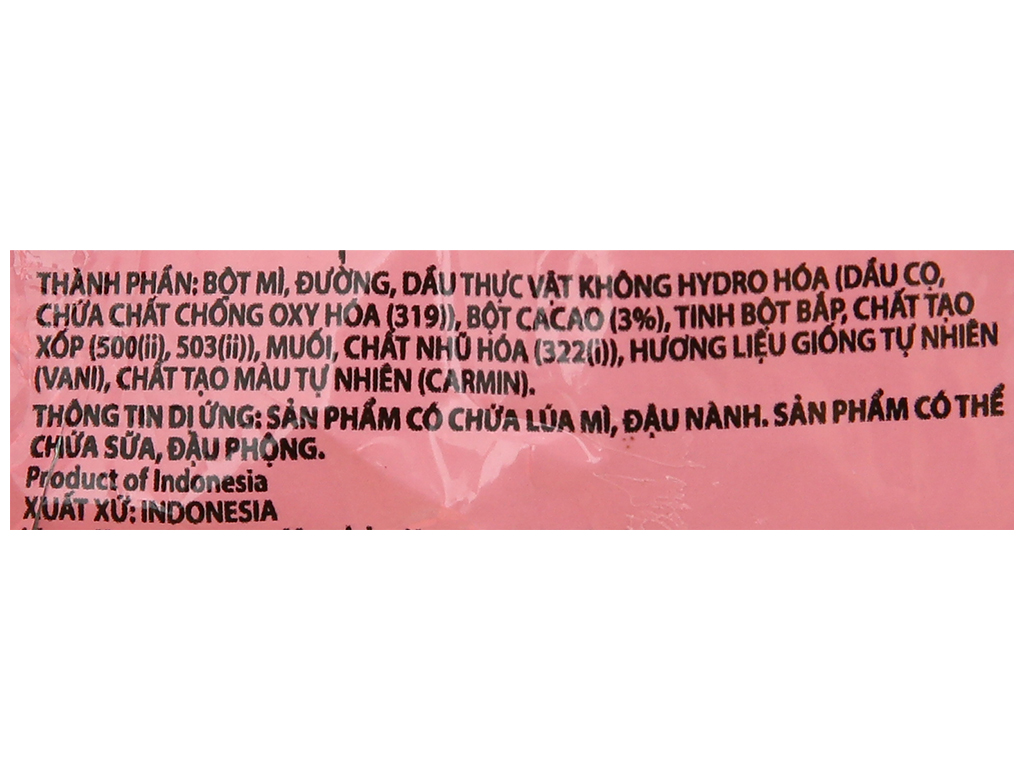 THÀNH PHẦN: BỘT MÌ, ĐƯỜNG, DẦU THỰC VẬT KHÔNG HYDRO HÓA (DẦU CỌ,
CHỨA CHẤT CHỐNG OXY HÓA (319)), BỘT CACAO (3%), TINH BỘT BẮP, CHẤT TẠO
XỐP (500(ii), 503(ii)), MUỐI, CHẤT NHŨ HÓA (322(i)), HƯƠNG LIỆU GIỐNG TỰ NHIÊN
(VANI), CHẤT TẠO MÀU TỰ NHIÊN (CARMIN).
THÔNG TIN DỊ ỨNG: SẢN PHẨM CÓ CHỨA LÚA MÌ, ĐẬU NÀNH. SẢN PHẨM CÓ THỂ
CHỨA SỮA, ĐẬU PHỘNG.
Product of Indonesia
XUẤT XỨ: INDONESIA